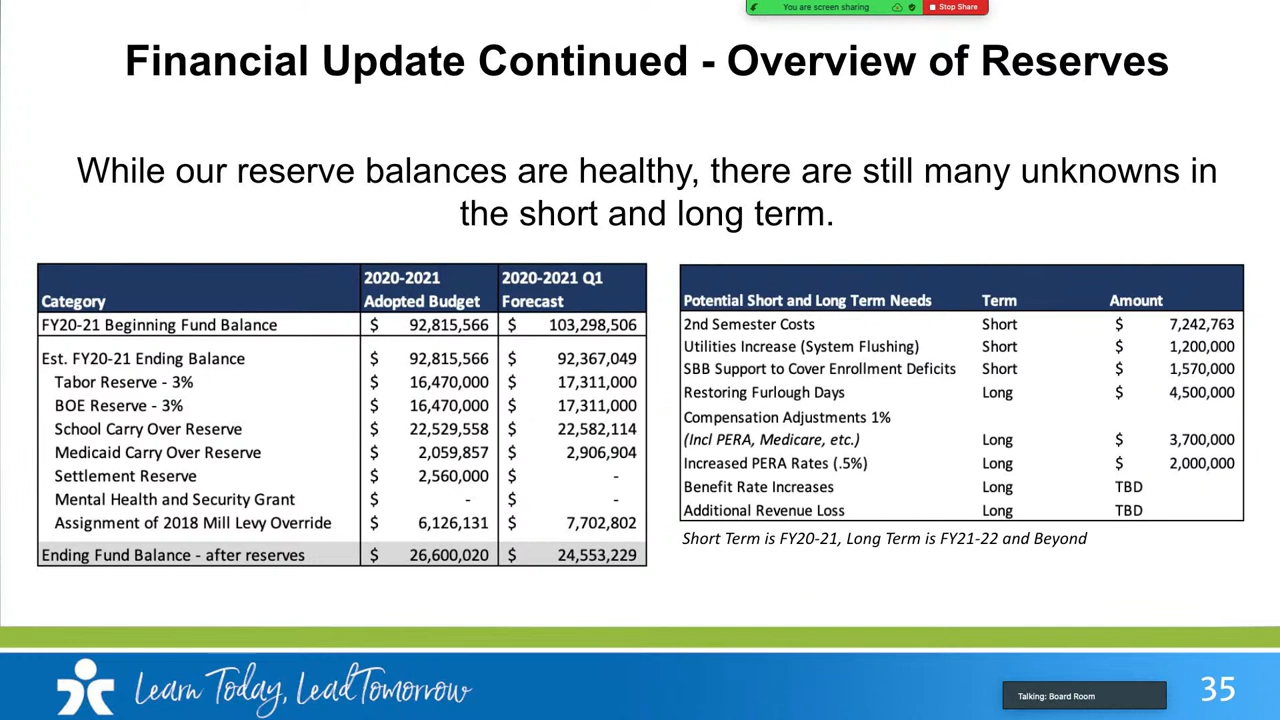 You are screen sharing
Stop Share
Financial Update Continued - Overview of Reserves
While our reserve balances are healthy, there are still many unknowns in
the short and long term.
Category 2020-2021 Adopted Budget 2020-2021 Q1 Forecast
FY20-21 Beginning Fund Balance $ 92,815,566 $ 103,298,506
Est. FY20-21 Ending Balance $ 92,815,566 $ 92,367,049
Tabor Reserve - 3% $ 16,470,000 $ 17,311,000
BOE Reserve - 3% $ 16,470,000 $ 17,311,000
School Carry Over Reserve $ 22,529,558 $ 22,582,114
Medicaid Carry Over Reserve $ 2,059,857 $ 2,906,904
Settlement Reserve $ 2,560,000 $ -
Mental Health and Security Grant $ - $ -
Assignment of 2018 Mill Levy Override $ 6,126,131 $ 7,702,802
Ending Fund Balance - after reserves $ 26,600,020 $ 24,553,229
Potential Short and Long Term Needs Term Amount
2nd Semester Costs Short $ 7,242,763
Utilities Increase (System Flushing) Short $ 1,200,000
SBB Support to Cover Enrollment Deficits Short $ 1,570,000
Restoring Furlough Days Long $ 4,500,000
Compensation Adjustments 1%
(Incl PERA, Medicare, etc.) Long $ 3,700,000
Increased PERA Rates (.5%) Long $ 2,000,000
Benefit Rate Increases Long TBD
Additional Revenue Loss Long TBD
Short Term is FY20-21, Long Term is FY21-22 and Beyond
Learn Today, Lead Tomorrow
Talking: Board Room
35